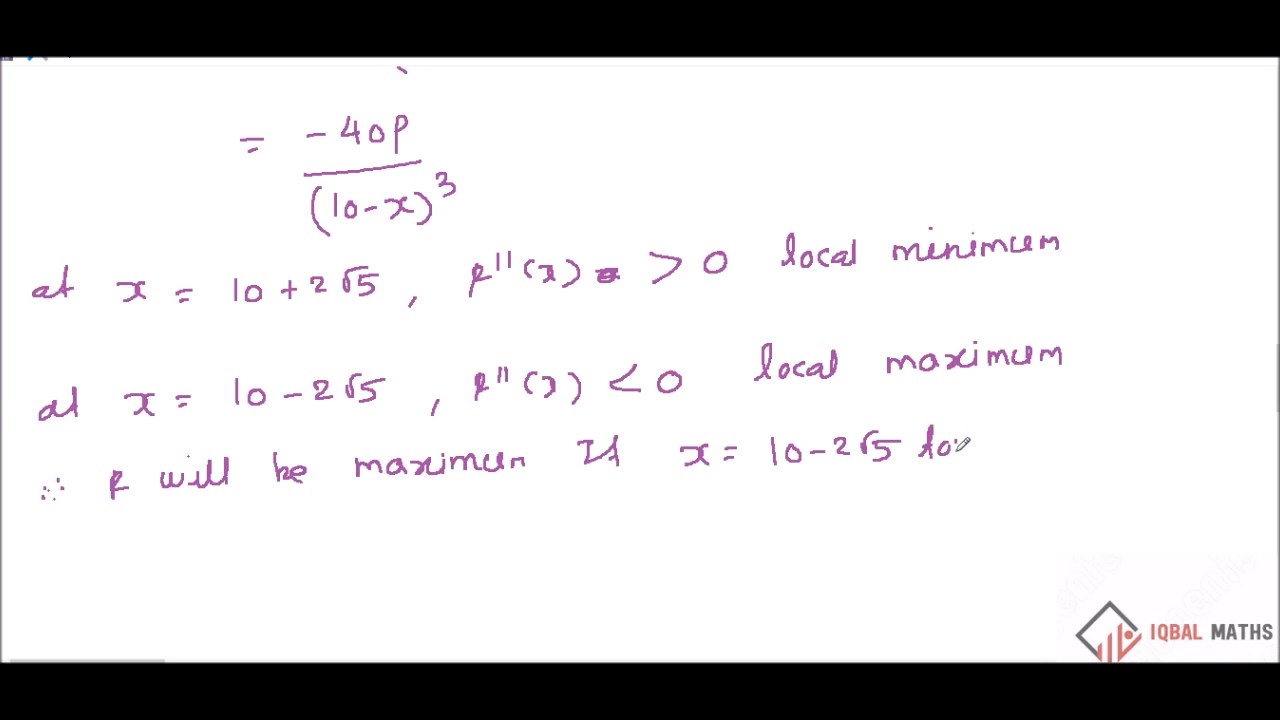 = -40p
(10-x)³
at x = 10 + 2√5 , f"(x) > 0 local minimum
at x = 10 - 2√5 , f"(x) < 0 local maximum
∴ f will be maximum If x = 10 - 2√5
IQBAL MATHS